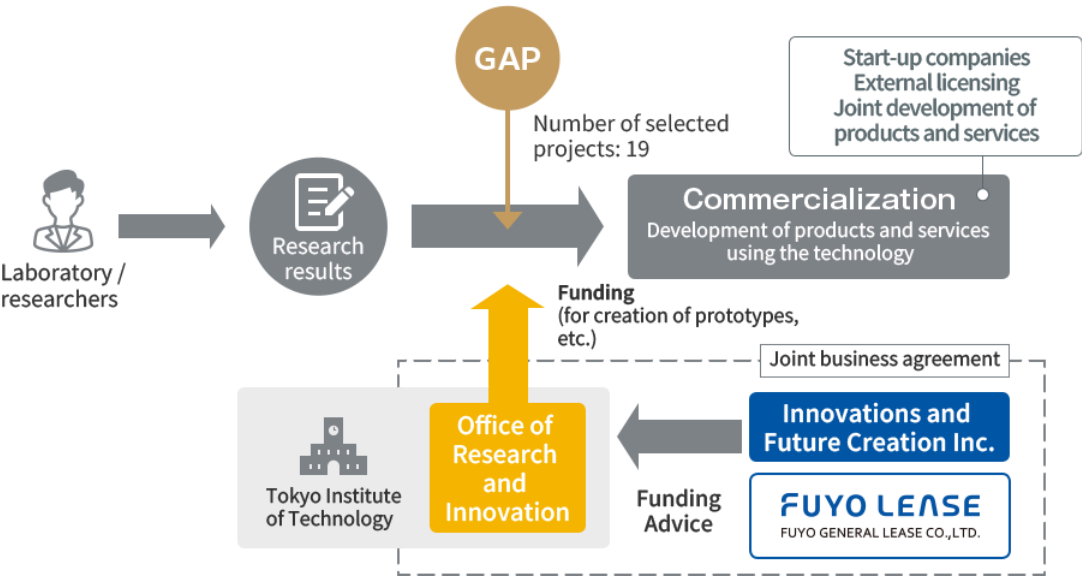 GAP
Number of selected
projects: 19
Start-up companies
External licensing
Joint development of
products and services
Laboratory /
researchers
Research
results
Commercialization
Development of products and services
using the technology
Funding
(for creation of prototypes,
etc.)
Joint business agreement
Tokyo Institute
of Technology
Office of
Research
and
Innovation
Funding
Advice
Innovations and
Future Creation Inc.
FUYO LEASE
FUYO GENERAL LEASE CO.,LTD.